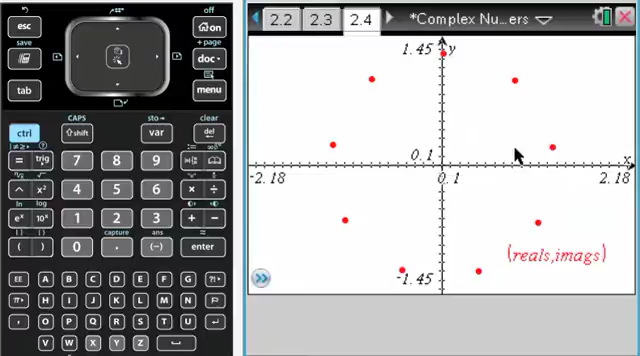 off
esc
on
save
+ page
doc
tab
menu
CAPS
sto→
clear
ctrl
shift
var
del
= trig 7 8 9
^ x² 4 5 6 × ÷
ln log
eˣ 10ˣ 1 2 3 + −
capture ans
( ) 0 . (−) enter
EE A B C D E F ?!
π H I J K L M N
, O P Q R S T U
V W X Y Z
2.2 2.3 2.4 *Complex Nu...ers
1.45 y
0.1 x
-2.18 0.1 2.18
(reals,imags)
-1.45